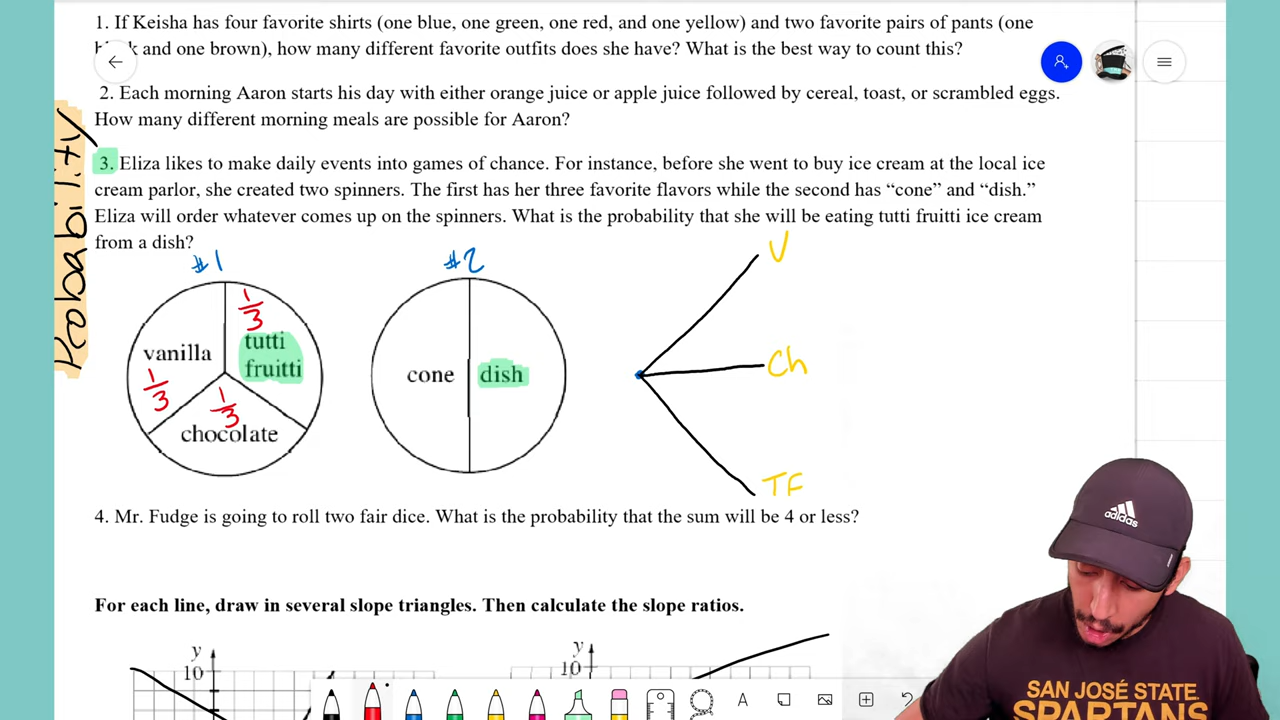 1. If Keisha has four favorite shirts (one blue, one green, one red, and one yellow) and two favorite pairs of pants (one
k and one brown), how many different favorite outfits does she have? What is the best way to count this?
2. Each morning Aaron starts his day with either orange juice or apple juice followed by cereal, toast, or scrambled eggs.
How many different morning meals are possible for Aaron?
Probability
3. Eliza likes to make daily events into games of chance. For instance, before she went to buy ice cream at the local ice
cream parlor, she created two spinners. The first has her three favorite flavors while the second has “cone” and “dish.”
Eliza will order whatever comes up on the spinners. What is the probability that she will be eating tutti fruitti ice cream
from a dish?
#1
#2
V
1/3
tutti
fruitti
vanilla
1/3
1/3
chocolate
cone
dish
Ch
TF
4. Mr. Fudge is going to roll two fair dice. What is the probability that the sum will be 4 or less?
For each line, draw in several slope triangles. Then calculate the slope ratios.
y
10
y
10
A
adidas
SAN JOSÉ STATE
SPARTANS